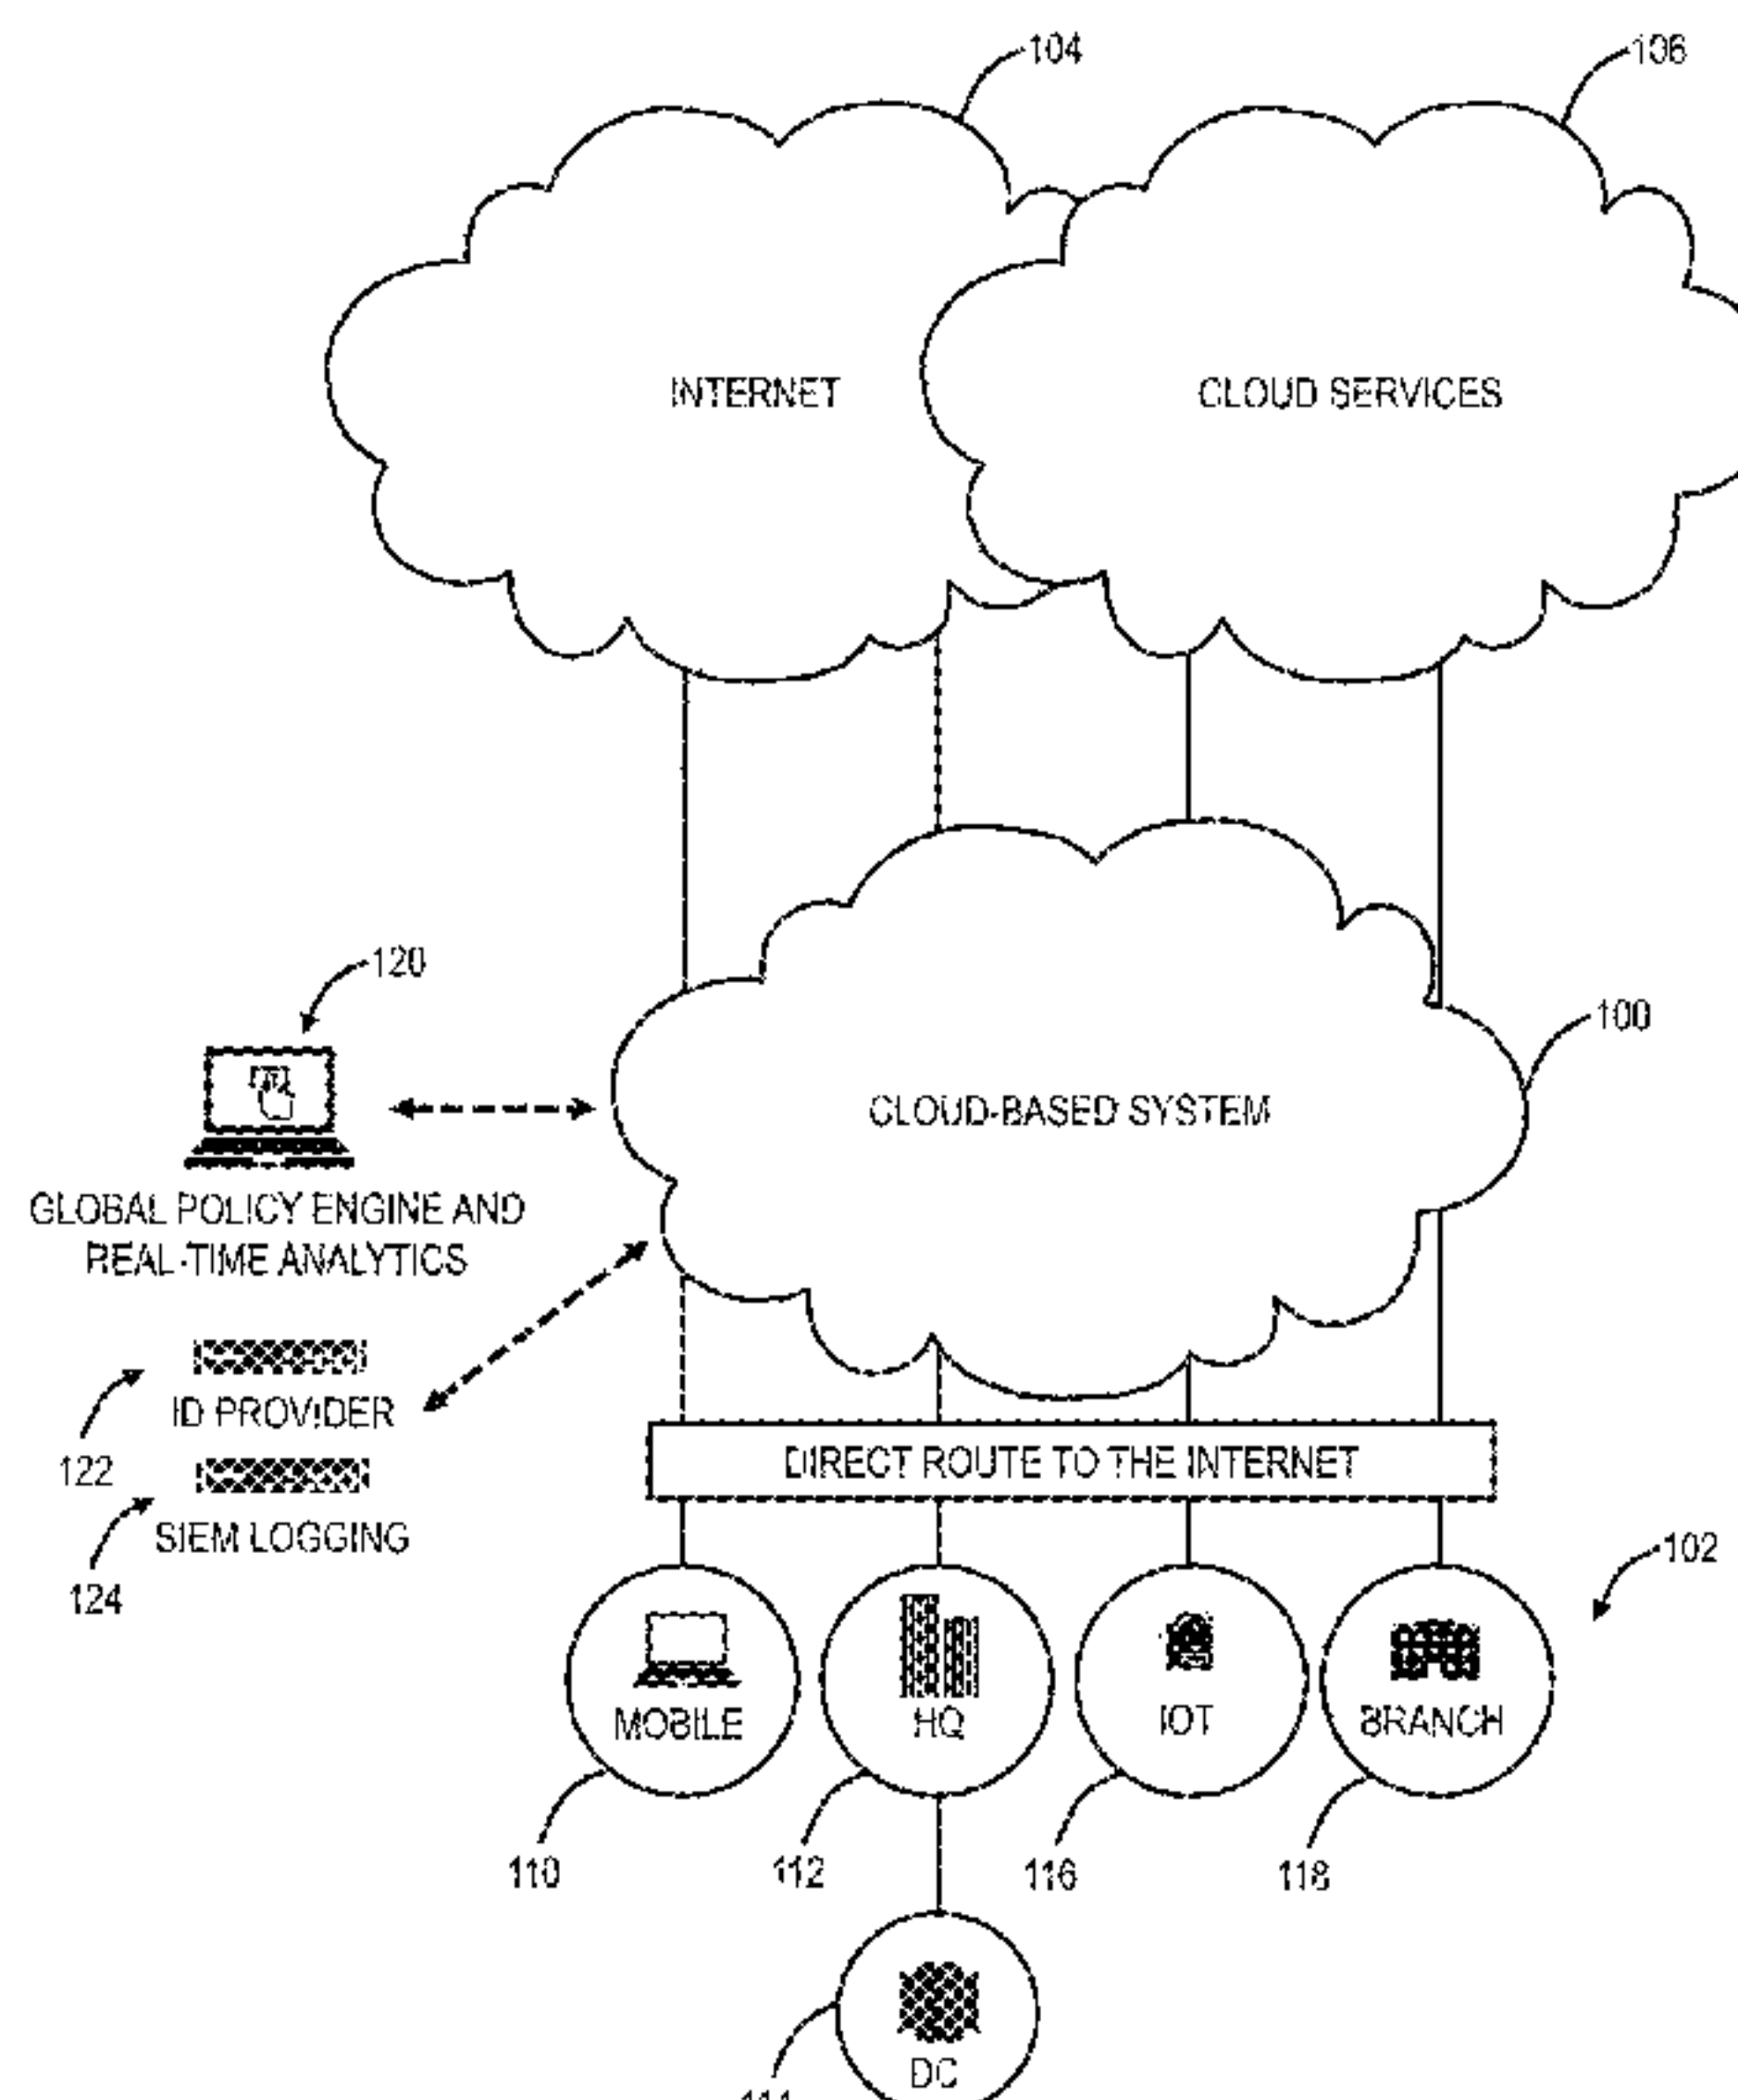 104
106
INTERNET
CLOUD SERVICES
120
100
CLOUD-BASED SYSTEM
GLOBAL POLICY ENGINE AND
REAL-TIME ANALYTICS
ID PROVIDER
122
DIRECT ROUTE TO THE INTERNET
SIEM LOGGING
124
102
MOBILE
HQ
IOT
BRANCH
110
112
116
118
DC